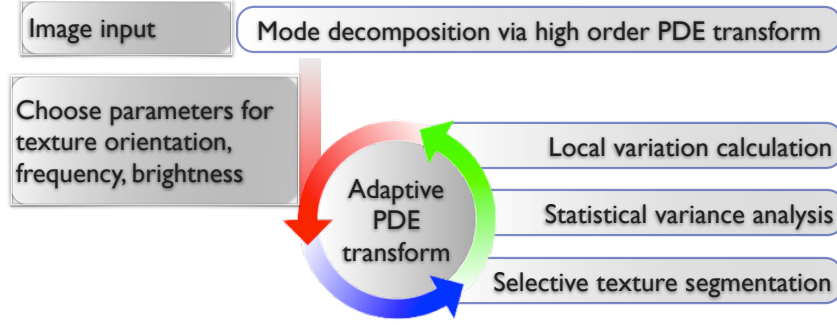 Image input
Mode decomposition via high order PDE transform
Choose parameters for
texture orientation,
frequency, brightness
Adaptive
PDE
transform
Local variation calculation
Statistical variance analysis
Selective texture segmentation